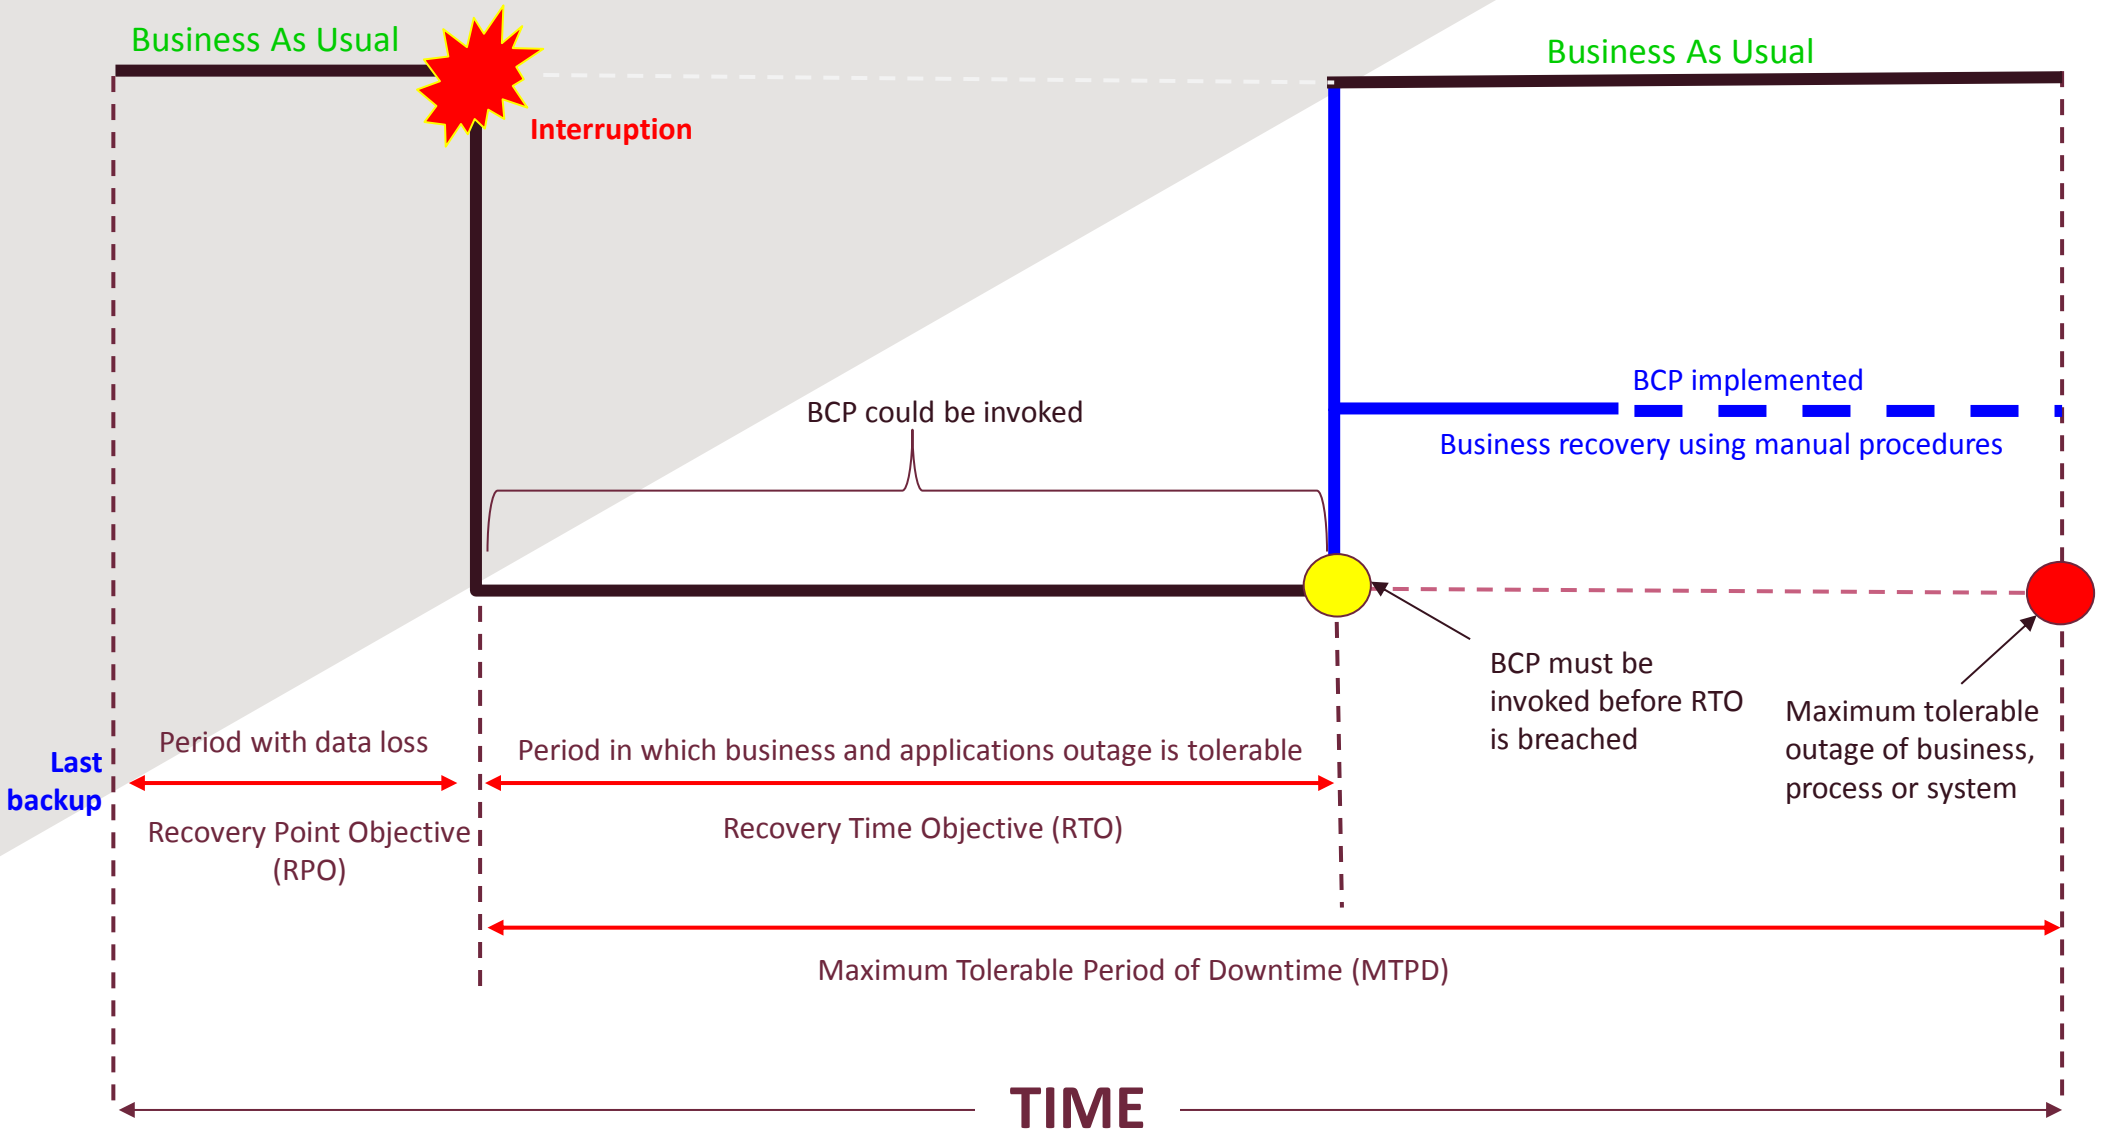 Business As Usual
Business As Usual
Interruption
BCP implemented
BCP could be invoked
Business recovery using manual procedures
BCP must be
invoked before RTO
is breached
Maximum tolerable
outage of business,
process or system
Period with data loss
Period in which business and applications outage is tolerable
Last
backup
Recovery Point Objective
(RPO)
Recovery Time Objective (RTO)
Maximum Tolerable Period of Downtime (MTPD)
TIME